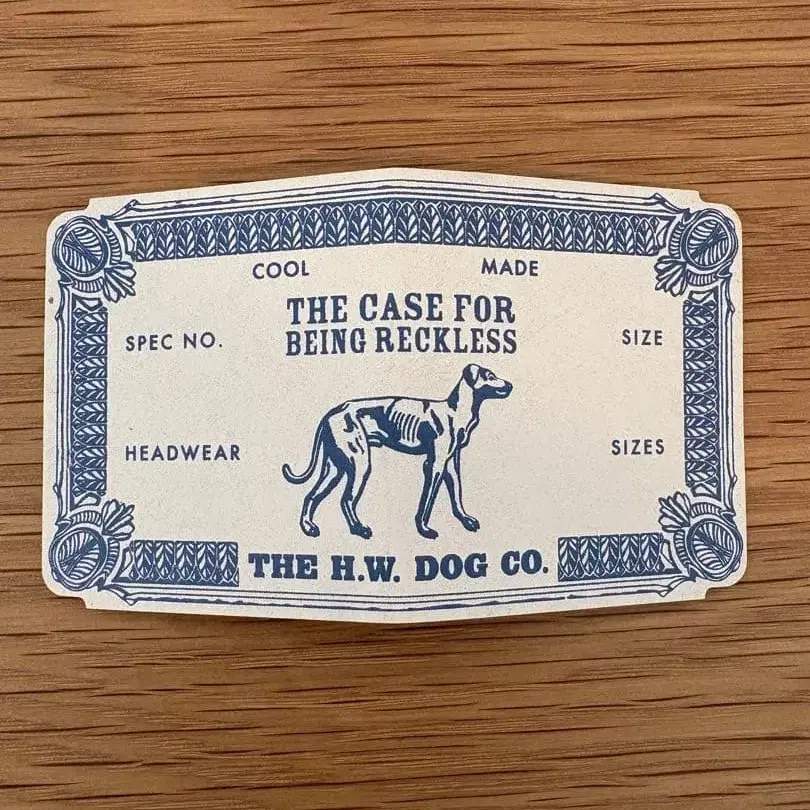 COOL MADE
THE CASE FOR
BEING RECKLESS
SPEC NO. SIZE
HEADWEAR SIZES
THE H.W. DOG CO.